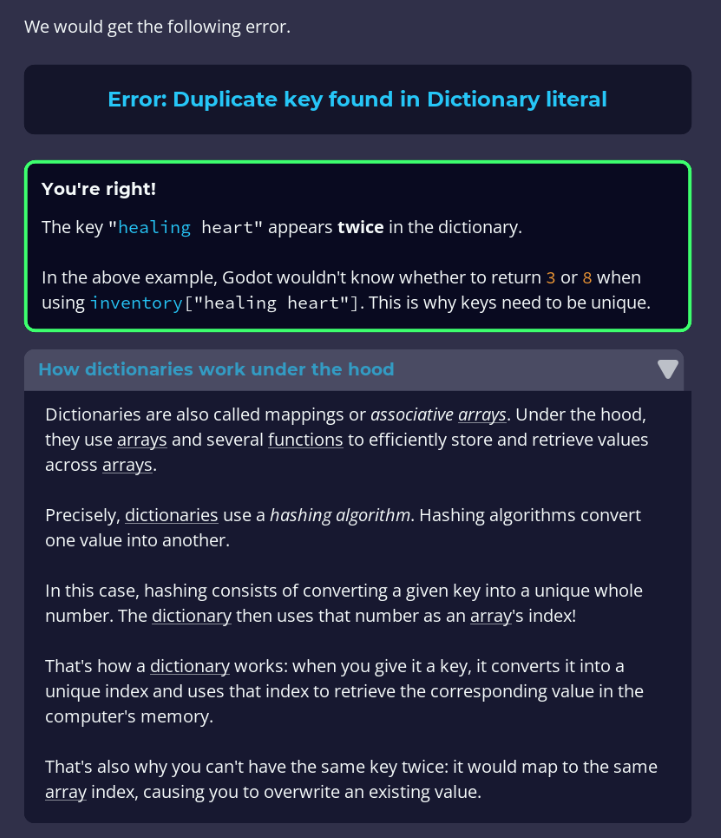 We would get the following error.
Error: Duplicate key found in Dictionary literal
You're right!
The key "healing heart" appears twice in the dictionary.
In the above example, Godot wouldn't know whether to return 3 or 8 when
using inventory["healing heart"]. This is why keys need to be unique.
How dictionaries work under the hood
Dictionaries are also called mappings or associative arrays. Under the hood,
they use arrays and several functions to efficiently store and retrieve values
across arrays.
Precisely, dictionaries use a hashing algorithm. Hashing algorithms convert
one value into another.
In this case, hashing consists of converting a given key into a unique whole
number. The dictionary then uses that number as an array's index!
That's how a dictionary works: when you give it a key, it converts it into a
unique index and uses that index to retrieve the corresponding value in the
computer's memory.
That's also why you can't have the same key twice: it would map to the same
array index, causing you to overwrite an existing value.